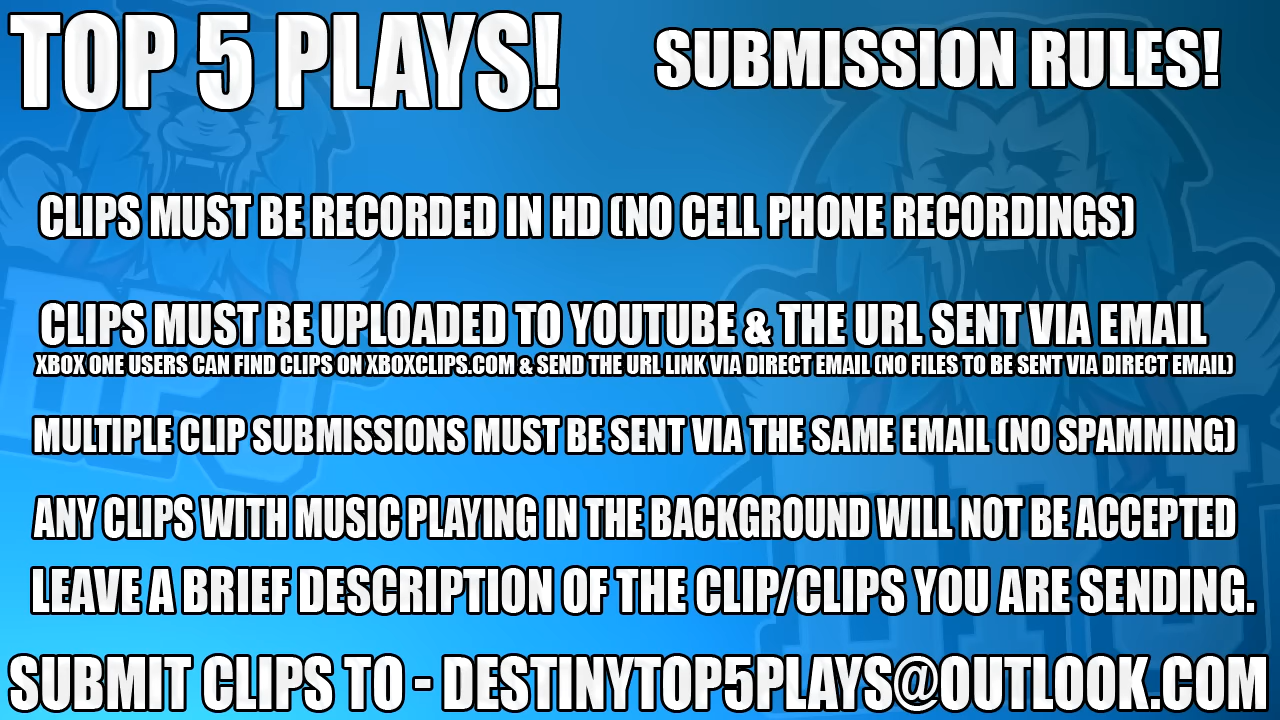 TOP 5 PLAYS!
SUBMISSION RULES!
CLIPS MUST BE RECORDED IN HD (NO CELL PHONE RECORDINGS)
CLIPS MUST BE UPLOADED TO YOUTUBE & THE URL SENT VIA EMAIL
XBOX ONE USERS CAN FIND CLIPS ON XBOXCLIPS.COM & SEND THE URL LINK VIA DIRECT EMAIL (NO FILES TO BE SENT VIA DIRECT EMAIL)
MULTIPLE CLIP SUBMISSIONS MUST BE SENT VIA THE SAME EMAIL (NO SPAMMING)
ANY CLIPS WITH MUSIC PLAYING IN THE BACKGROUND WILL NOT BE ACCEPTED
LEAVE A BRIEF DESCRIPTION OF THE CLIP/CLIPS YOU ARE SENDING.
SUBMIT CLIPS TO - DESTINYTOP5PLAYS@OUTLOOK.COM